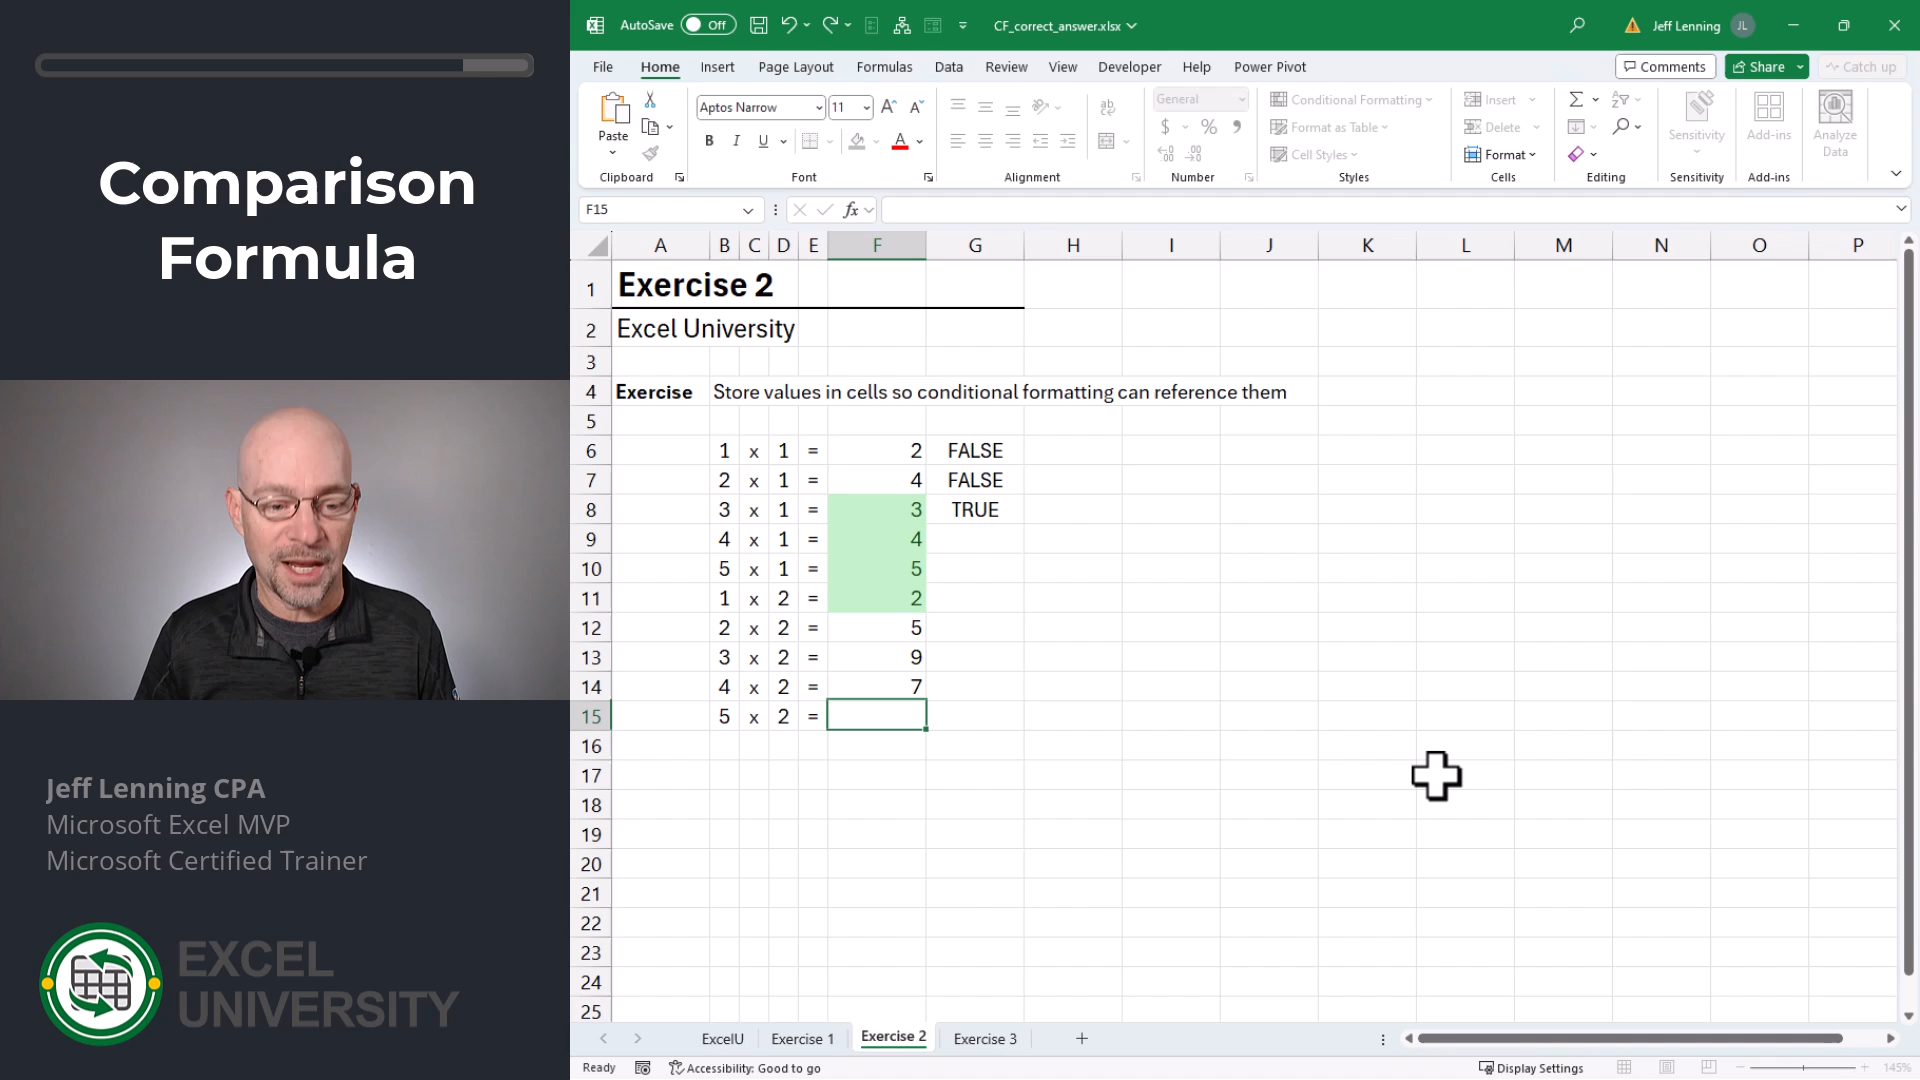 Comparison
Formula
Jeff Lenning CPA
Microsoft Excel MVP
Microsoft Certified Trainer
EXCEL
UNIVERSITY
AutoSave Off CF_correct_answer.xlsx Jeff Lenning JL
File Home Insert Page Layout Formulas Data Review View Developer Help Power Pivot Comments Share Catch up
Paste Aptos Narrow 11 General Conditional Formatting Insert Sensitivity Add-ins Analyze Data
B I U $ % Format as Table Delete
Cell Styles Format
Clipboard Font Alignment Number Styles Cells Editing Sensitivity Add-ins
F15 fx
A B C D E F G H I J K L M N O P
1 Exercise 2
2 Excel University
3
4 Exercise Store values in cells so conditional formatting can reference them
5
6 1 x 1 = 2 FALSE
7 2 x 1 = 4 FALSE
8 3 x 1 = 3 TRUE
9 4 x 1 = 4
10 5 x 1 = 5
11 1 x 2 = 2
12 2 x 2 = 5
13 3 x 2 = 9
14 4 x 2 = 7
15 5 x 2 =
16
17
18
19
20
21
22
23
24
25
ExcelU Exercise 1 Exercise 2 Exercise 3
Ready Accessibility: Good to go Display Settings 145%